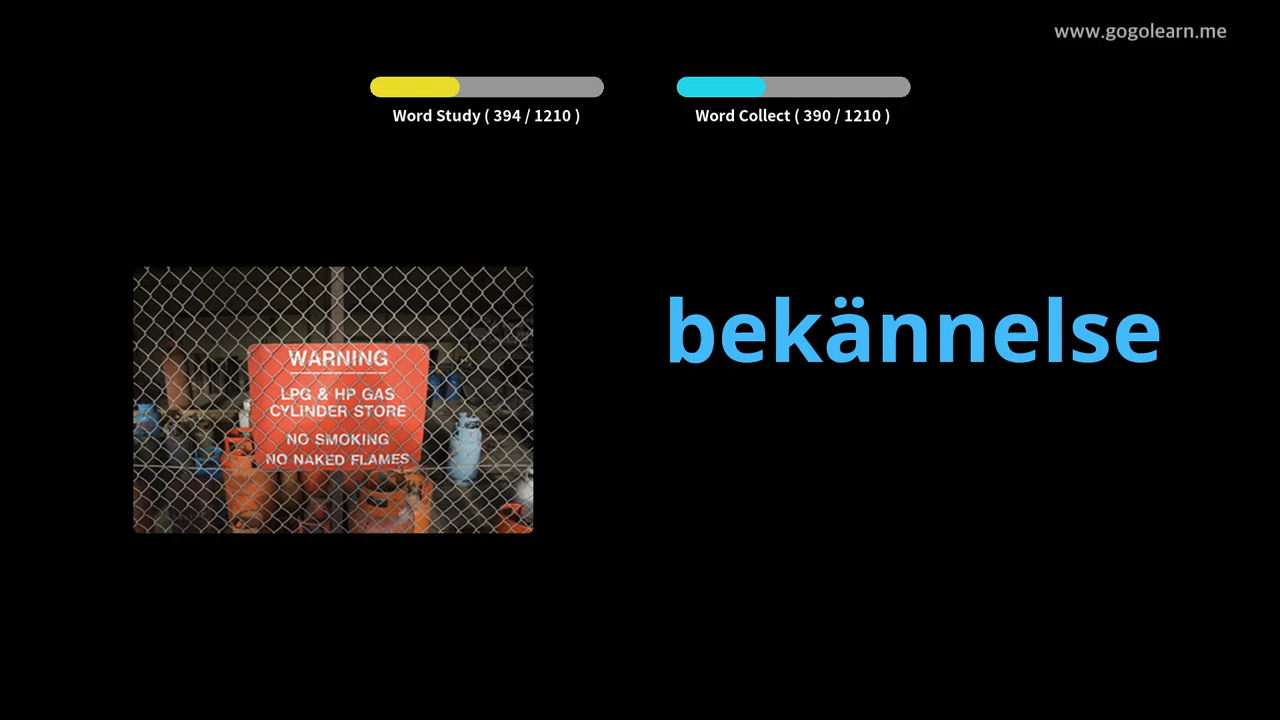 www.gogolearn.me
Word Study ( 394 / 1210 )
Word Collect ( 390 / 1210 )
WARNING
LPG & HP GAS
CYLINDER STORE
NO SMOKING
NO NAKED FLAMES
bekännelse